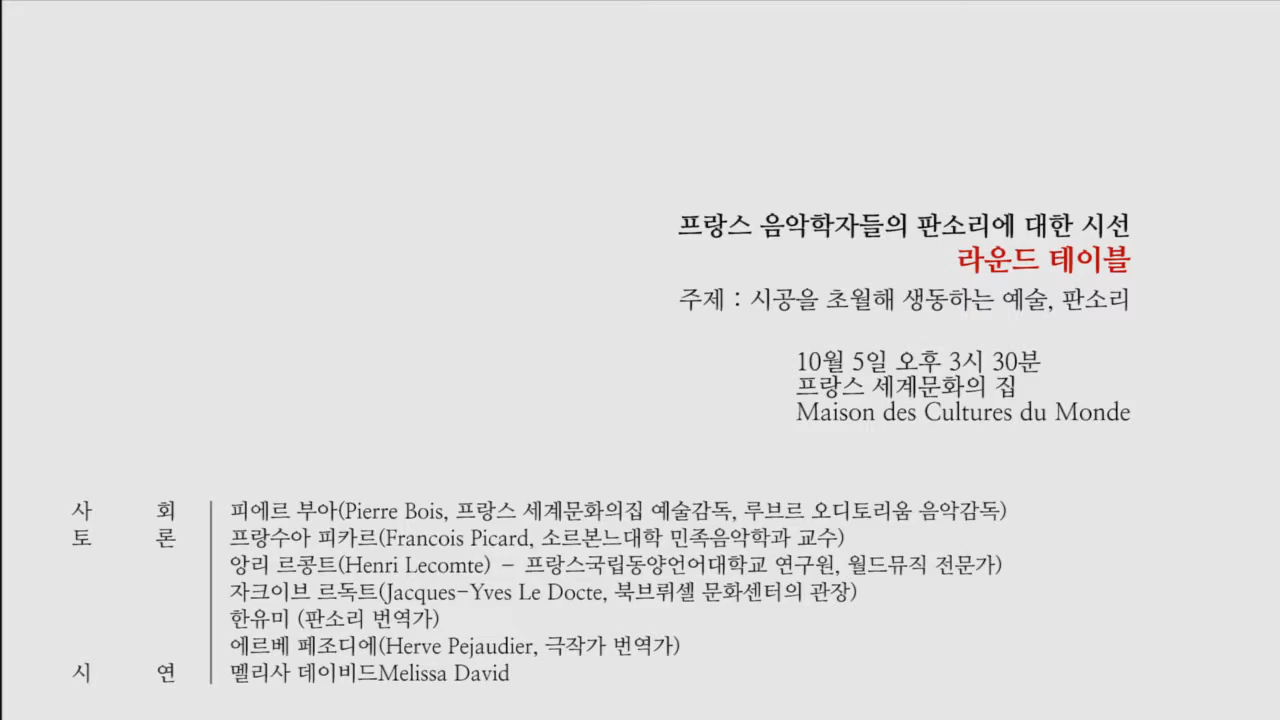 프랑스 음악학자들의 판소리에 대한 시선
라운드 테이블
주제 : 시공을 초월해 생동하는 예술, 판소리
10월 5일 오후 3시 30분
프랑스 세계문화의 집
Maison des Cultures du Monde
사 회 피에르 부아(Pierre Bois, 프랑스 세계문화의집 예술감독, 루브르 오디토리움 음악감독)
토 론 프랑수아 피카르(Francois Picard, 소르본느대학 민족음악학과 교수)
앙리 르콩트(Henri Lecomte) - 프랑스국립동양언어대학교 연구원, 월드뮤직 전문가)
자크이브 르독트(Jacques-Yves Le Docte, 북브뤼셀 문화센터의 관장)
한유미 (판소리 번역가)
에르베 페조디에(Herve Pejaudier, 극작가 번역가)
시 연 멜리사 데이비드Melissa David